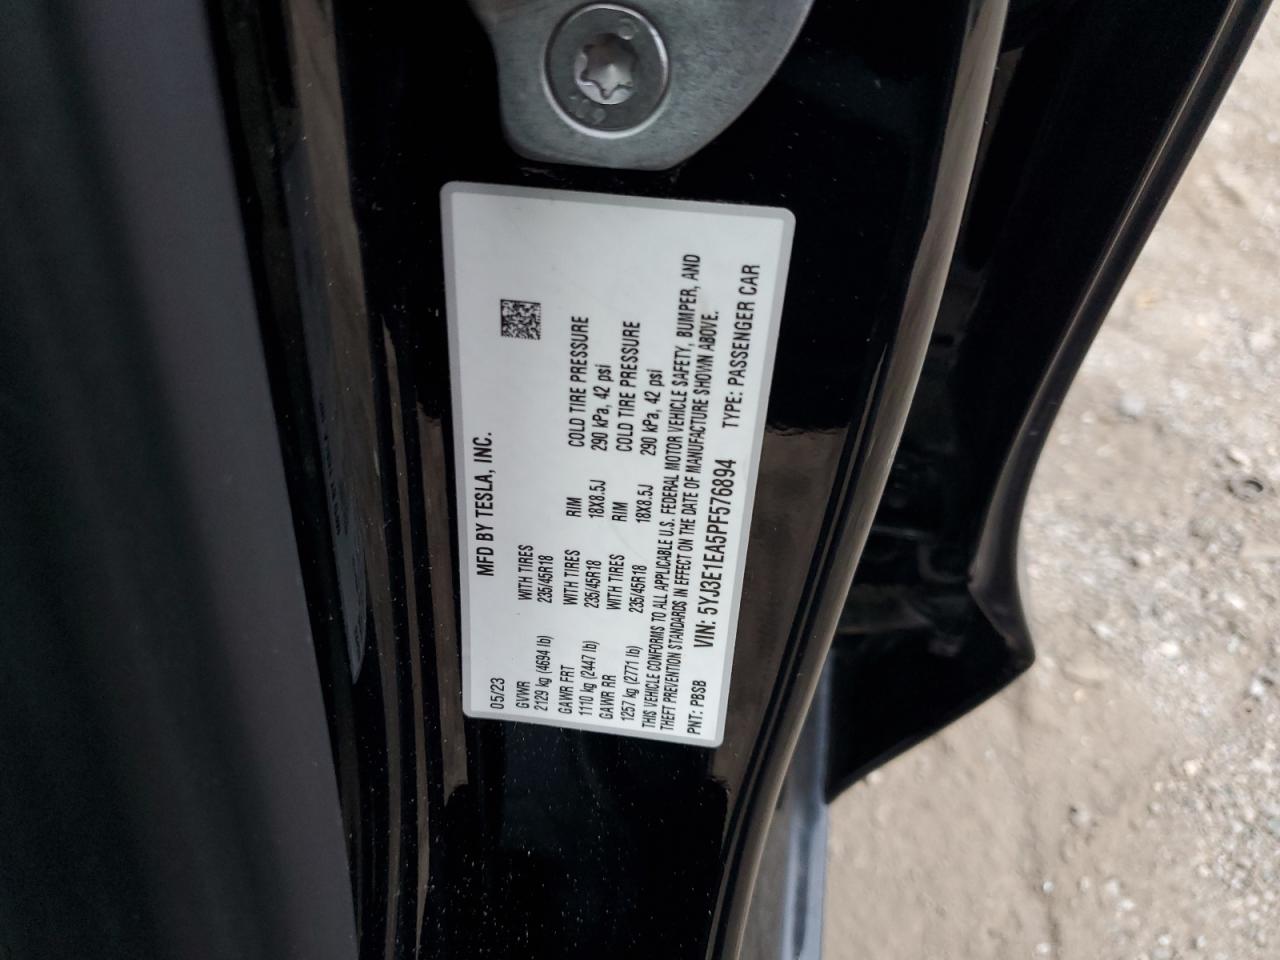 MFD BY TESLA, INC.
05/23
GVWR WITH TIRES RIM COLD TIRE PRESSURE
2129 kg (4694 lb) 235/45R18 18X8.5J 290 kPa, 42 psi
GAWR FRT WITH TIRES RIM COLD TIRE PRESSURE
1110 kg (2447 lb) 235/45R18 18X8.5J 290 kPa, 42 psi
GAWR RR WITH TIRES
1257 kg (2771 lb) 235/45R18
THIS VEHICLE CONFORMS TO ALL APPLICABLE U.S. FEDERAL MOTOR VEHICLE SAFETY, BUMPER, AND
THEFT PREVENTION STANDARDS IN EFFECT ON THE DATE OF MANUFACTURE SHOWN ABOVE.
PNT: PBSB VIN: 5YJ3E1EA5PF576894 TYPE: PASSENGER CAR